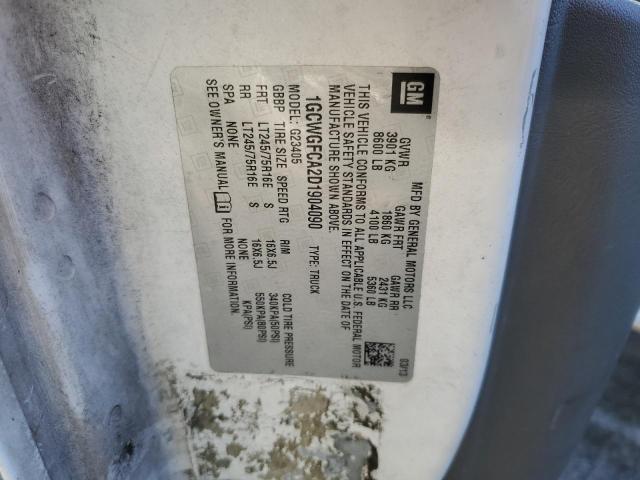 GM
MFD BY GENERAL MOTORS LLC 03/13
GVWR GAWR FRT GAWR RR
3901 KG 1860 KG 2431 KG
8600 LB 4100 LB 5360 LB
THIS VEHICLE CONFORMS TO ALL APPLICABLE U.S. FEDERAL MOTOR
VEHICLE SAFETY STANDARDS IN EFFECT ON THE DATE OF
MANUFACTURE SHOWN ABOVE.
1GCWGFCA2D1904090 TYPE: TRUCK
MODEL: G23405
GBBP TIRE SIZE SPEED RTG RIM COLD TIRE PRESSURE
FRT LT245/75R16E S 16X6.5J 340KPA(50PSI)
RR LT245/75R16E S 16X6.5J 550KPA(80PSI)
SPA NONE NONE KPA(PSI)
SEE OWNER'S MANUAL FOR MORE INFORMATION.